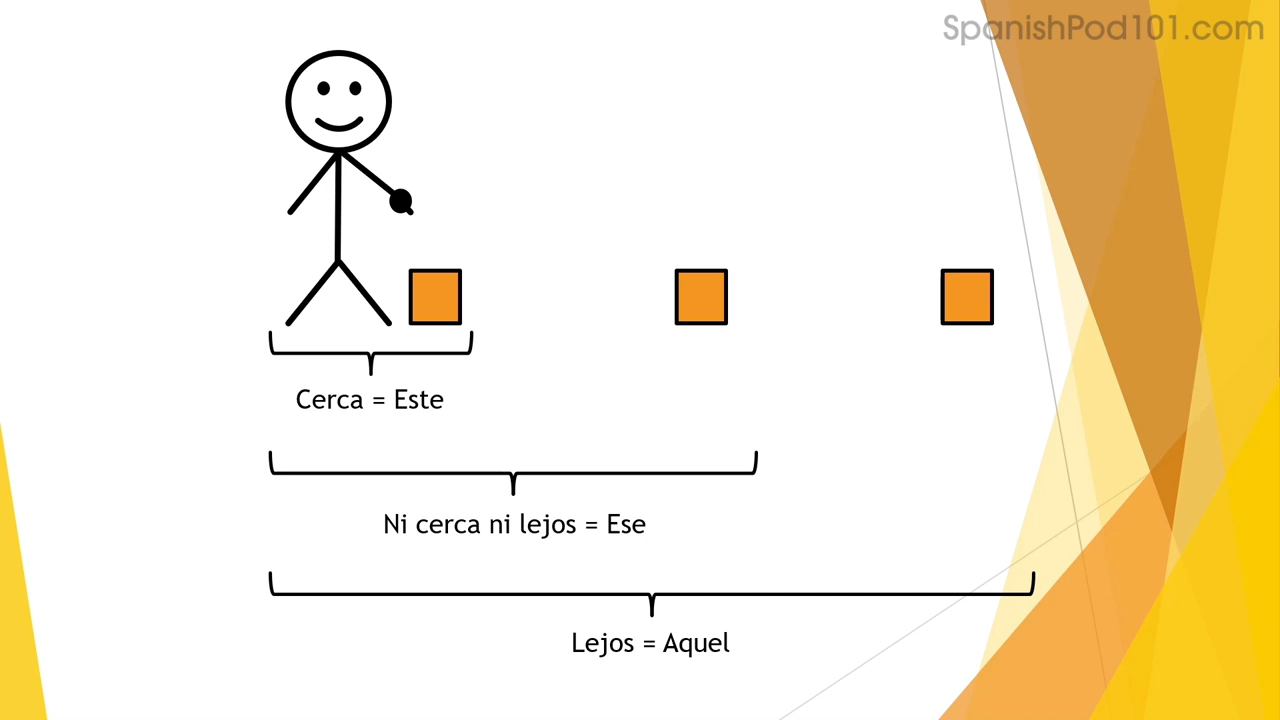 SpanishPod101.com
Cerca = Este
Ni cerca ni lejos = Ese
Lejos = Aquel